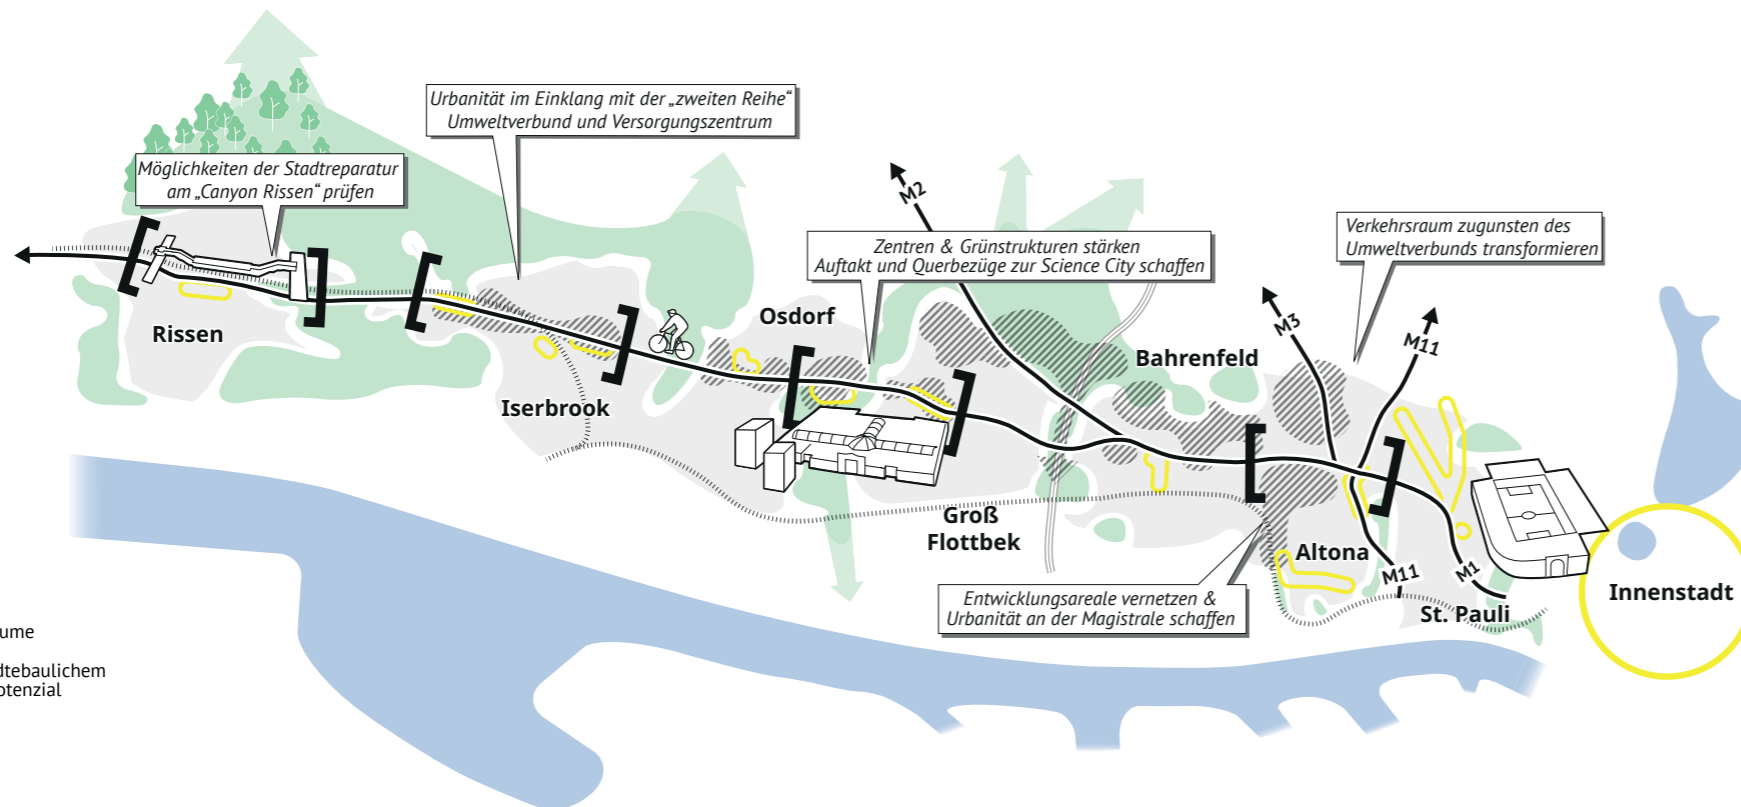 Urbanität im Einklang mit der „zweiten Reihe“
Umweltverbund und Versorgungszentrum
Möglichkeiten der Stadtreparatur
am „Canyon Rissen“ prüfen
M2
Verkehrsraum zugunsten des
Umweltverbunds transformieren
Zentren & Grünstrukturen stärken
Auftakt und Querbezüge zur Science City schaffen
Rissen
Osdorf
M3
M11
Bahrenfeld
Iserbrook
Groß
Flottbek
Altona
M11
M1
Innenstadt
Entwicklungsareale vernetzen &
Urbanität an der Magistrale schaffen
St. Pauli
ume
dtebaulichem
otenzial